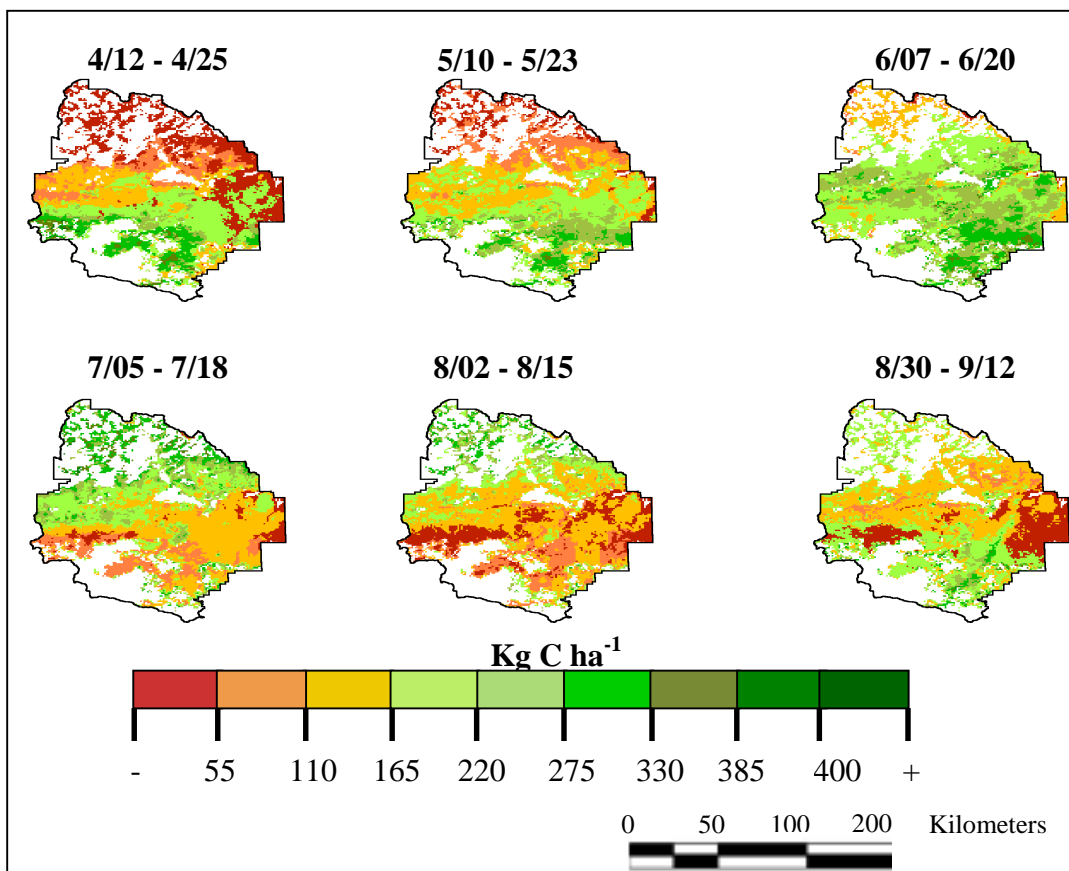 4/12 - 4/25 5/10 - 5/23 6/07 - 6/20
7/05 - 7/18 8/02 - 8/15 8/30 - 9/12
Kg C ha⁻¹
- 55 110 165 220 275 330 385 400 +
0 50 100 200 Kilometers